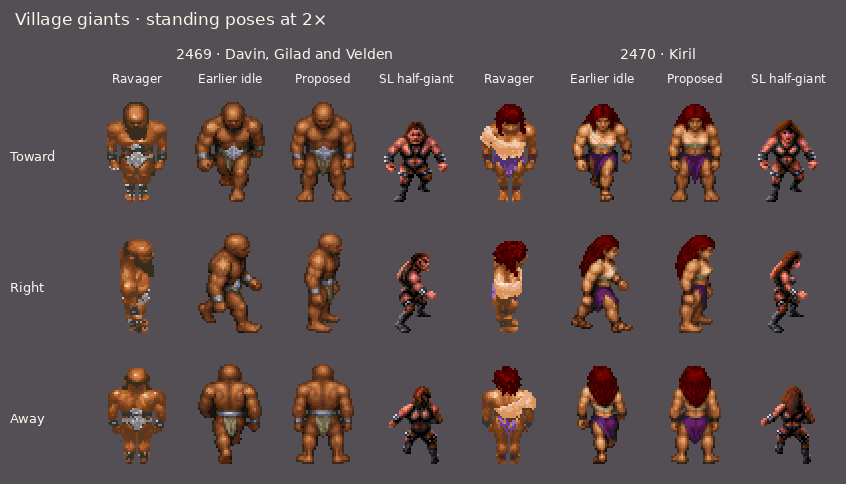 Village giants · standing poses at 2×
2469 · Davin, Gilad and Velden 2470 · Kiril
Ravager Earlier idle Proposed SL half-giant Ravager Earlier idle Proposed SL half-giant
Toward
Right
Away